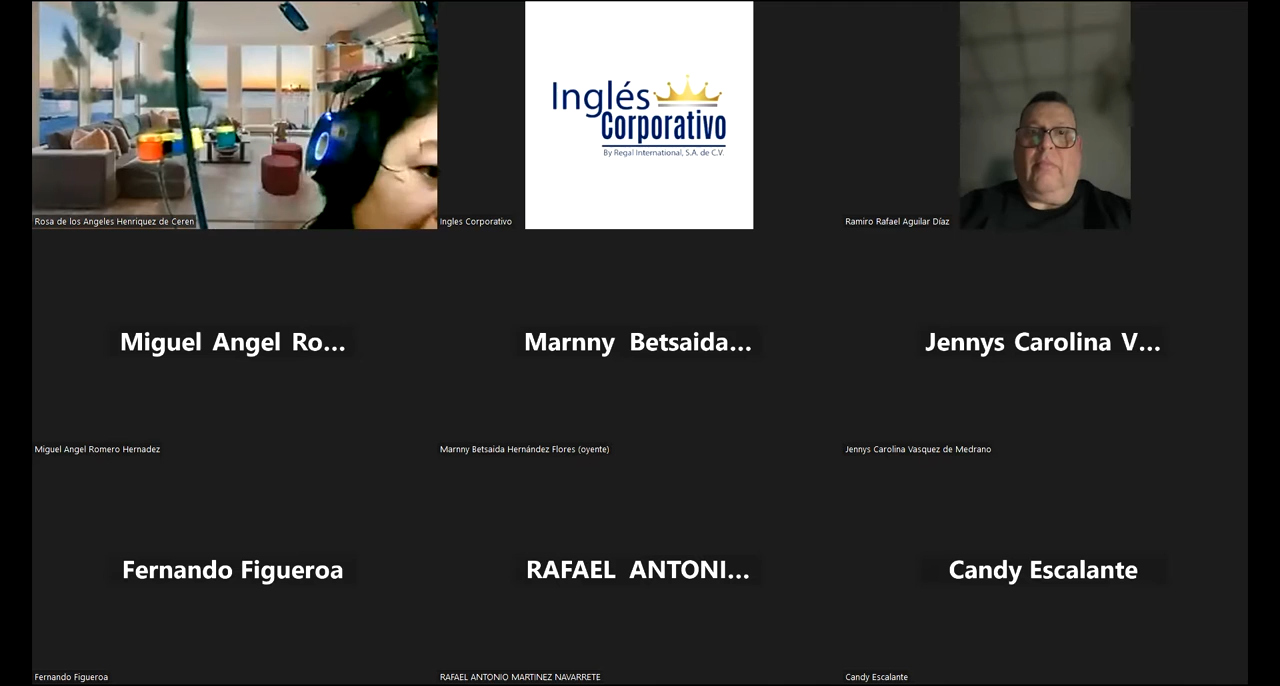 Inglés
Corporativo
By Regal International, S.A. de C.V.
Rosa de los Angeles Henriquez de Ceren
Ingles Corporativo
Ramiro Rafael Aguilar Díaz
Miguel Angel Ro...
Marnny Betsaida...
Jennys Carolina V...
Miguel Angel Romero Hernadez
Marnny Betsaida Hernández Flores (oyente)
Jennys Carolina Vasquez de Medrano
Fernando Figueroa
RAFAEL ANTONI...
Candy Escalante
Fernando Figueroa
RAFAEL ANTONIO MARTINEZ NAVARRETE
Candy Escalante